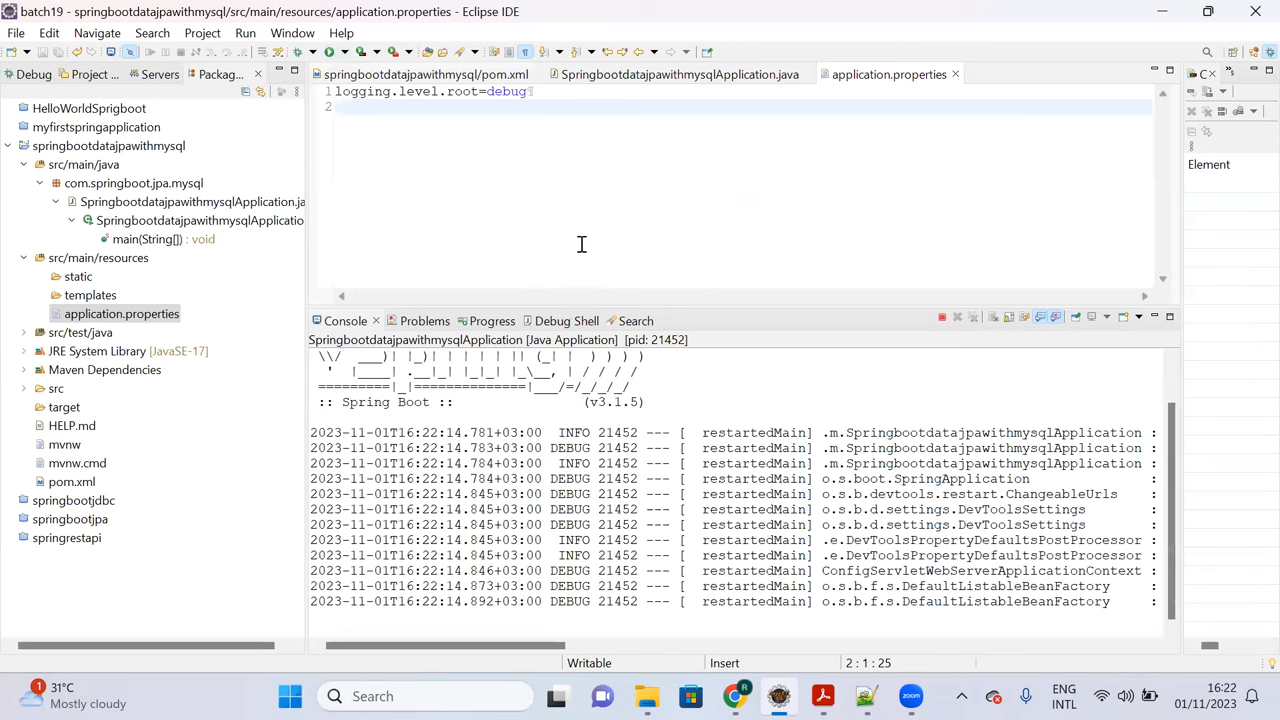 batch19 - springbootdatajpawithmysql/src/main/resources/application.properties - Eclipse IDE
File Edit Navigate Search Project Run Window Help
Debug Project ... Servers Packag... springbootdatajpawithmysql/pom.xml SpringbootdatajpawithmysqlApplication.java application.properties C
HelloWorldSprigboot
myfirstspringapplication
springbootdatajpawithmysql
src/main/java
com.springboot.jpa.mysql
SpringbootdatajpawithmysqlApplication.ja
SpringbootdatajpawithmysqlApplicatio
main(String[]) : void
src/main/resources
static
templates
application.properties
src/test/java
JRE System Library [JavaSE-17]
Maven Dependencies
src
target
HELP.md
mvnw
mvnw.cmd
pom.xml
springbootjdbc
springbootjpa
springrestapi
1 logging.level.root=debug¶
2
Element
Console Problems Progress Debug Shell Search
SpringbootdatajpawithmysqlApplication [Java Application] [pid: 21452]
\\/  ___)| |_)| | | | | || (_| |  ) ) ) )
'  |____| .__|_| |_|_| |_\__, | / / / /
=========|_|==============|___/=/_/_/_/
:: Spring Boot :: (v3.1.5)
2023-11-01T16:22:14.781+03:00 INFO 21452 --- [ restartedMain] .m.SpringbootdatajpawithmysqlApplication :
2023-11-01T16:22:14.783+03:00 DEBUG 21452 --- [ restartedMain] .m.SpringbootdatajpawithmysqlApplication :
2023-11-01T16:22:14.784+03:00 INFO 21452 --- [ restartedMain] .m.SpringbootdatajpawithmysqlApplication :
2023-11-01T16:22:14.784+03:00 DEBUG 21452 --- [ restartedMain] o.s.boot.SpringApplication :
2023-11-01T16:22:14.845+03:00 DEBUG 21452 --- [ restartedMain] o.s.b.devtools.restart.ChangeableUrls :
2023-11-01T16:22:14.845+03:00 DEBUG 21452 --- [ restartedMain] o.s.b.d.settings.DevToolsSettings :
2023-11-01T16:22:14.845+03:00 DEBUG 21452 --- [ restartedMain] o.s.b.d.settings.DevToolsSettings :
2023-11-01T16:22:14.845+03:00 INFO 21452 --- [ restartedMain] .e.DevToolsPropertyDefaultsPostProcessor :
2023-11-01T16:22:14.845+03:00 INFO 21452 --- [ restartedMain] .e.DevToolsPropertyDefaultsPostProcessor :
2023-11-01T16:22:14.846+03:00 DEBUG 21452 --- [ restartedMain] ConfigServletWebServerApplicationContext :
2023-11-01T16:22:14.873+03:00 DEBUG 21452 --- [ restartedMain] o.s.b.f.s.DefaultListableBeanFactory :
2023-11-01T16:22:14.892+03:00 DEBUG 21452 --- [ restartedMain] o.s.b.f.s.DefaultListableBeanFactory :
Writable Insert 2 : 1 : 25
1 31°C
Mostly cloudy
Search
R
zoom
ENG
INTL
16:22
01/11/2023